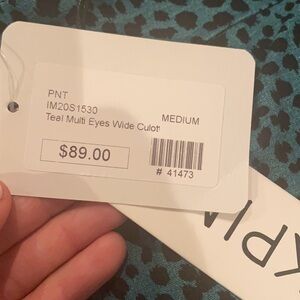 PNT
IM20S1530
MEDIUM
Teal Multi Eyes Wide Culott
$89.00
# 41473